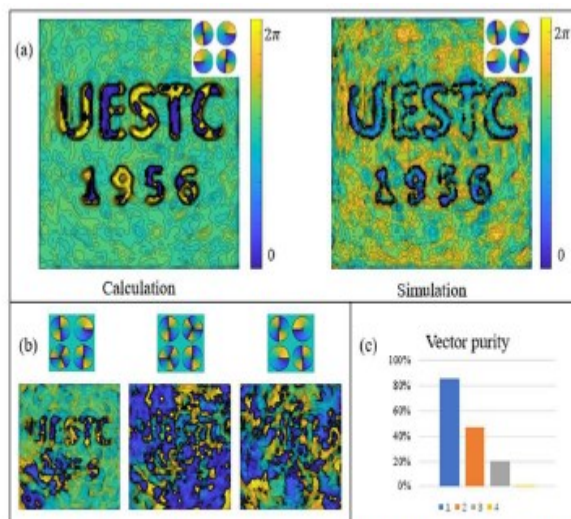 (a)
2π
2π
UESTC
1956
UESTC
1956
0
0
Calculation
Simulation
(b)
UESTC
(c)
Vector purity
100%
80%
60%
40%
20%
0%
1 2 3 4